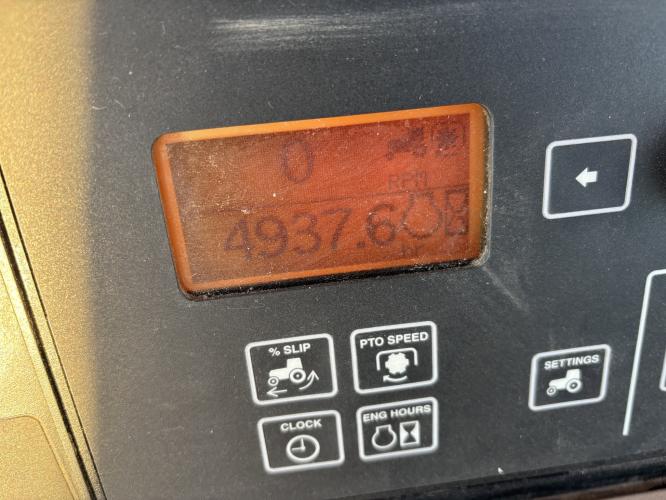 0
RPM
4937.6
% SLIP
PTO SPEED
CLOCK
ENG HOURS
SETTINGS